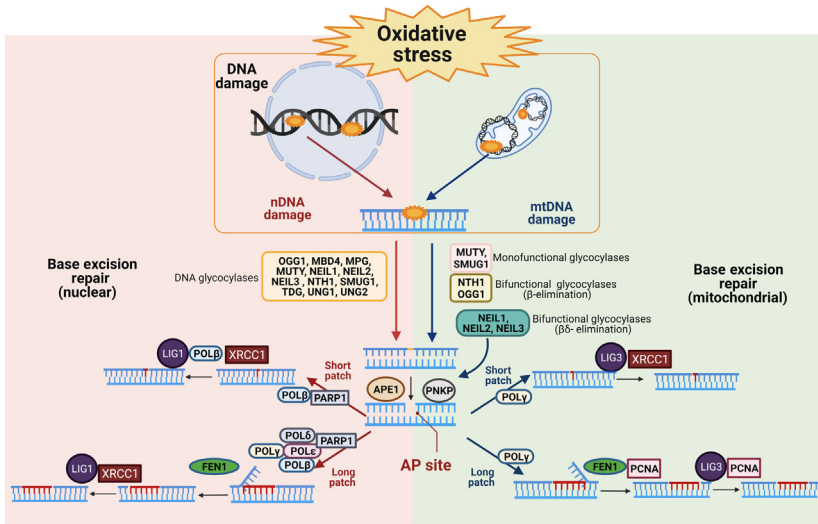 Oxidative
stress
DNA
damage
nDNA
damage
mtDNA
damage
Base excision
repair
(nuclear)
DNA glycocylases
OGG1, MBD4, MPG,
MUTY, NEIL1, NEIL2,
NEIL3 , NTH1, SMUG1,
TDG, UNG1, UNG2
MUTY,
SMUG1
Monofunctional glycocylases
NTH1
OGG1
Bifunctional glycocylases
(β-elimination)
NEIL1,
NEIL2, NEIL3
Bifunctional glycocylases
(βδ- elimination)
Base excision
repair
(mitochondrial)
LIG1
POLβ
XRCC1
Short
patch
POLβ
PARP1
APE1
PNKP
Short
patch
POLγ
LIG3
XRCC1
AP site
LIG1
XRCC1
FEN1
POLδ
PARP1
POLγ
POLε
POLβ
Long
patch
POLγ
Long
patch
FEN1
PCNA
LIG3
PCNA